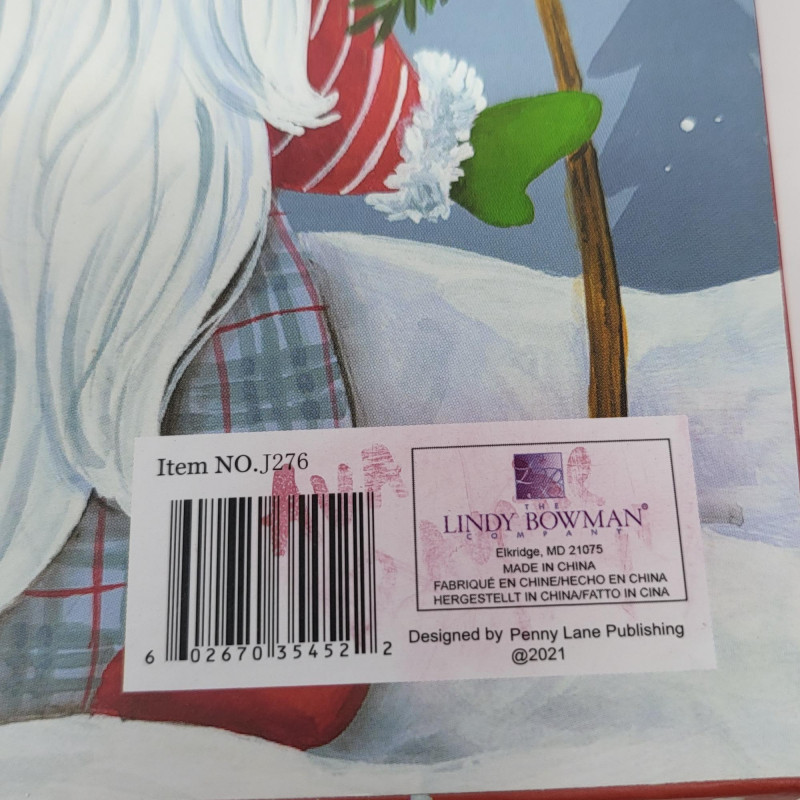 Item NO.J276
6 02670 35452 2
THE
LINDY BOWMAN®
COMPANY
Elkridge, MD 21075
MADE IN CHINA
FABRIQUÉ EN CHINE/HECHO EN CHINA
HERGESTELLT IN CHINA/FATTO IN CINA
Designed by Penny Lane Publishing
@2021